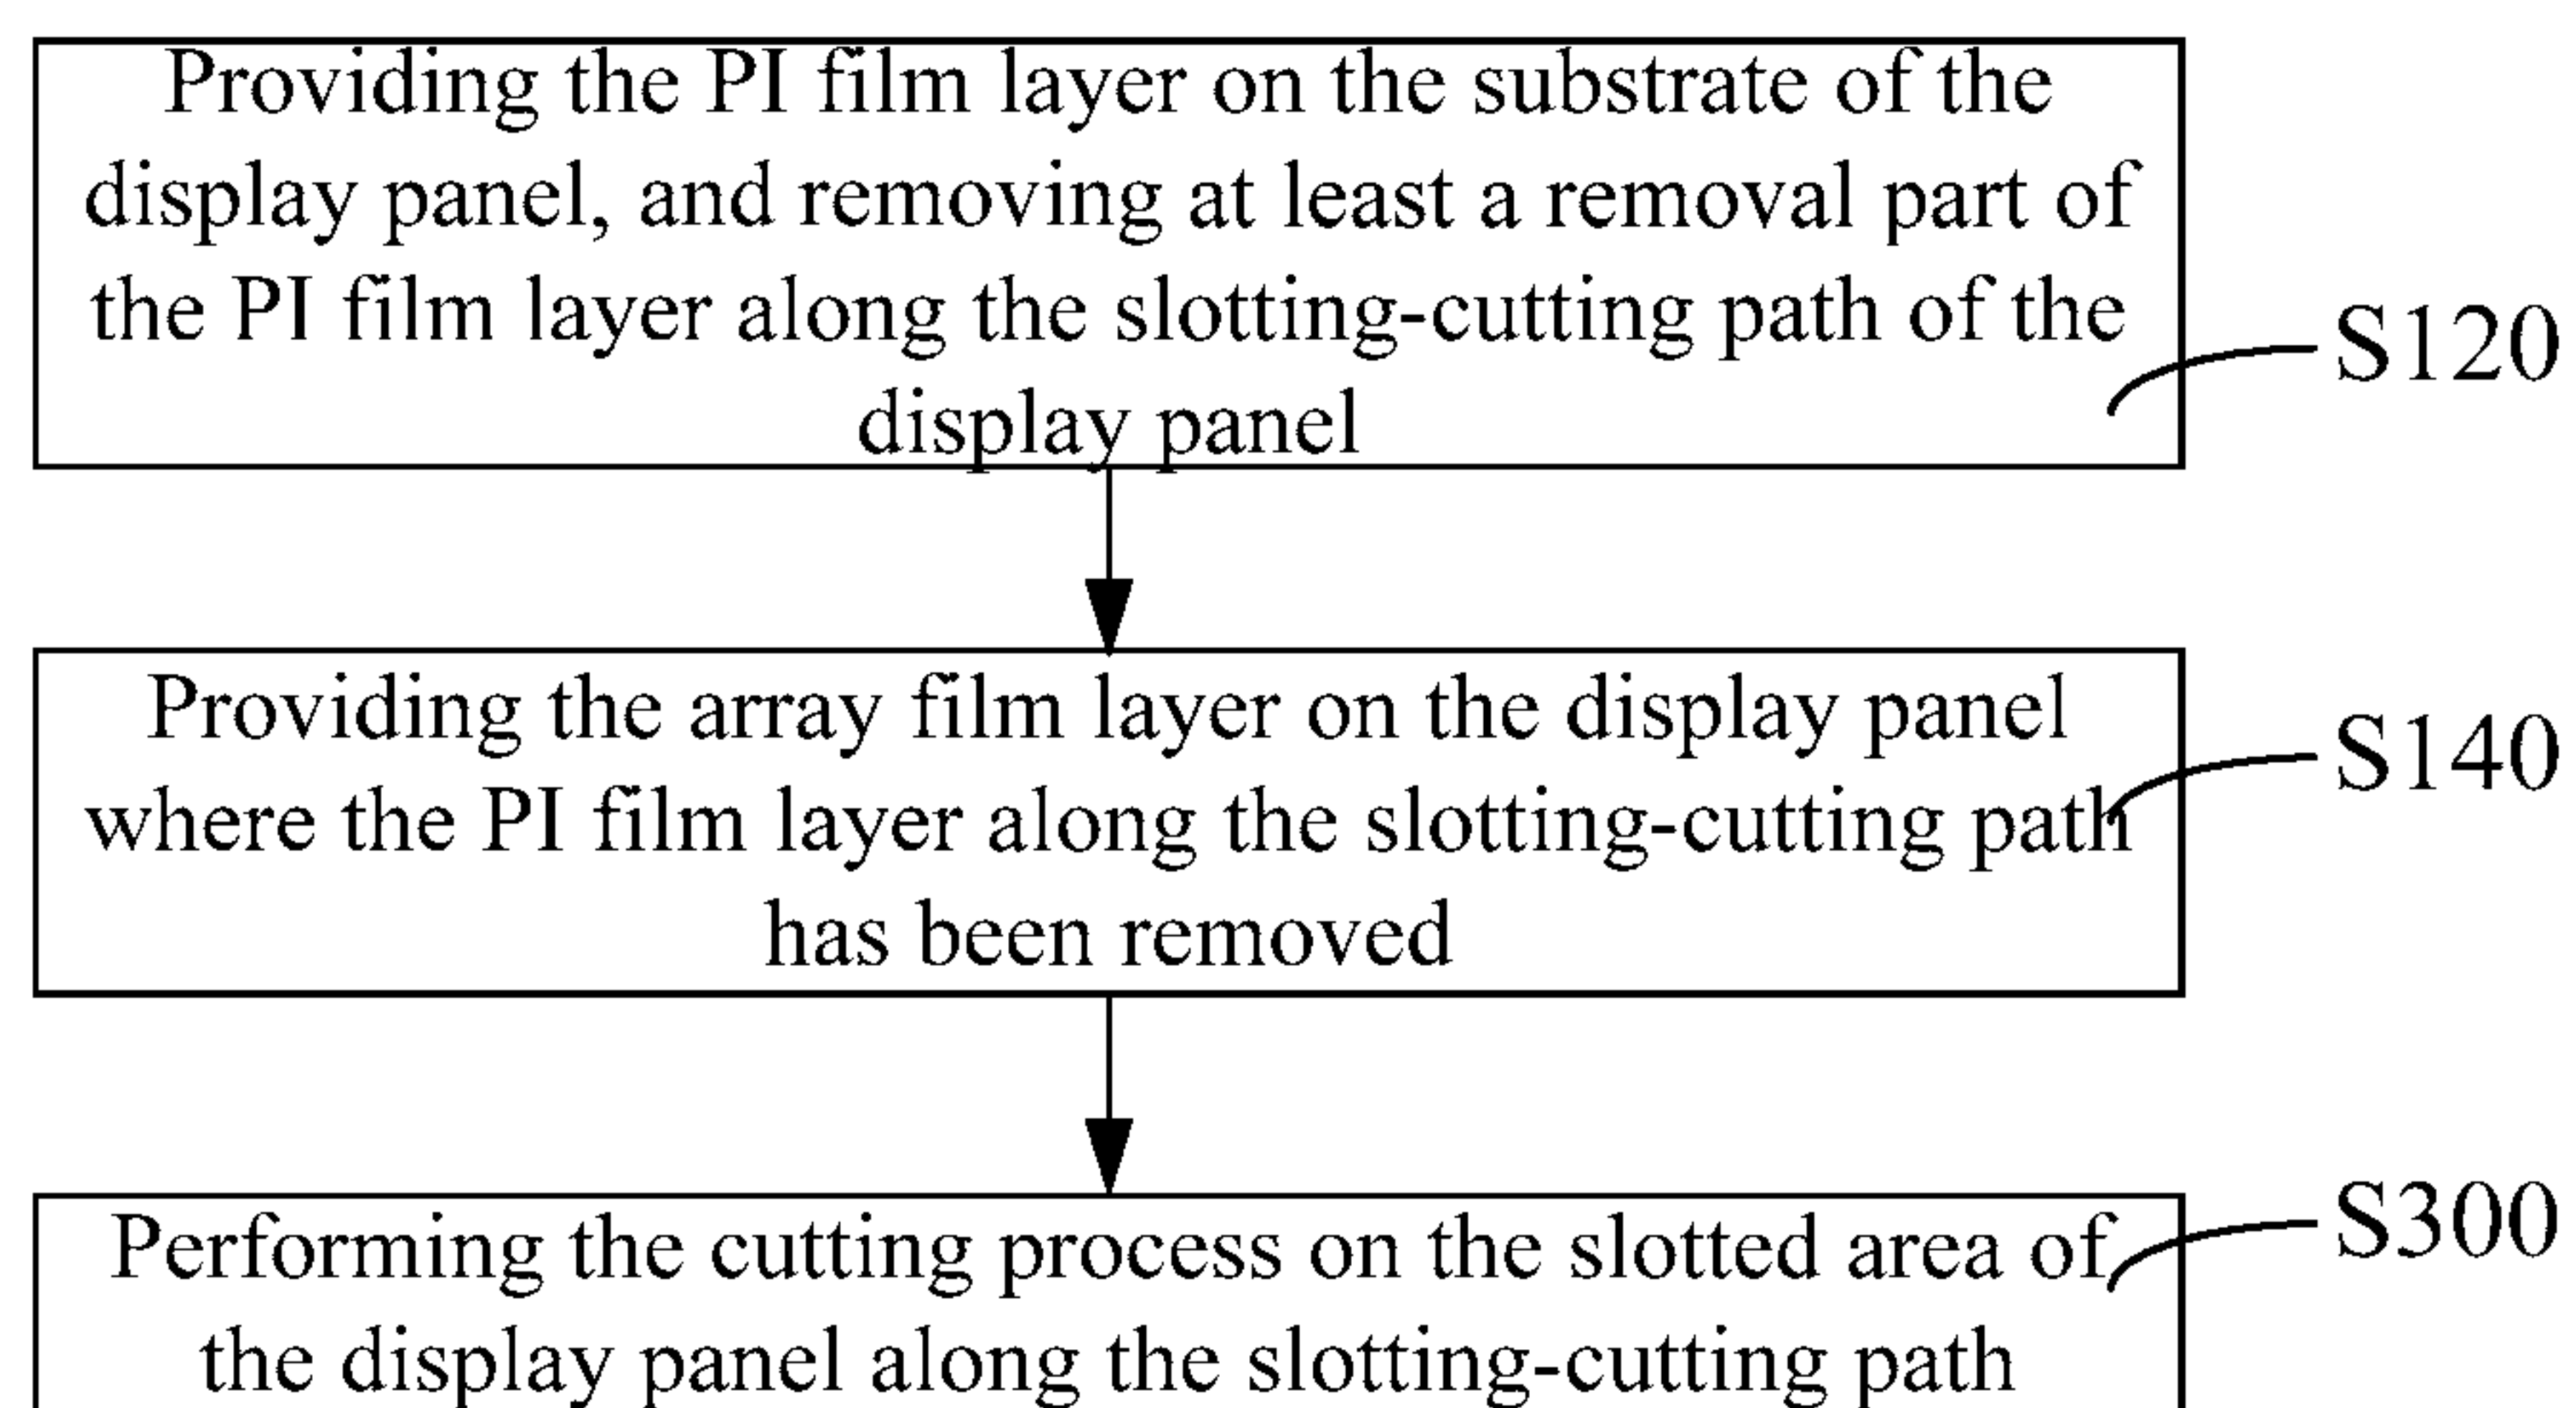 Providing the PI film layer on the substrate of the
display panel, and removing at least a removal part of
the PI film layer along the slotting-cutting path of the
display panel
S120
Providing the array film layer on the display panel
where the PI film layer along the slotting-cutting path
has been removed
S140
Performing the cutting process on the slotted area of
the display panel along the slotting-cutting path
S300